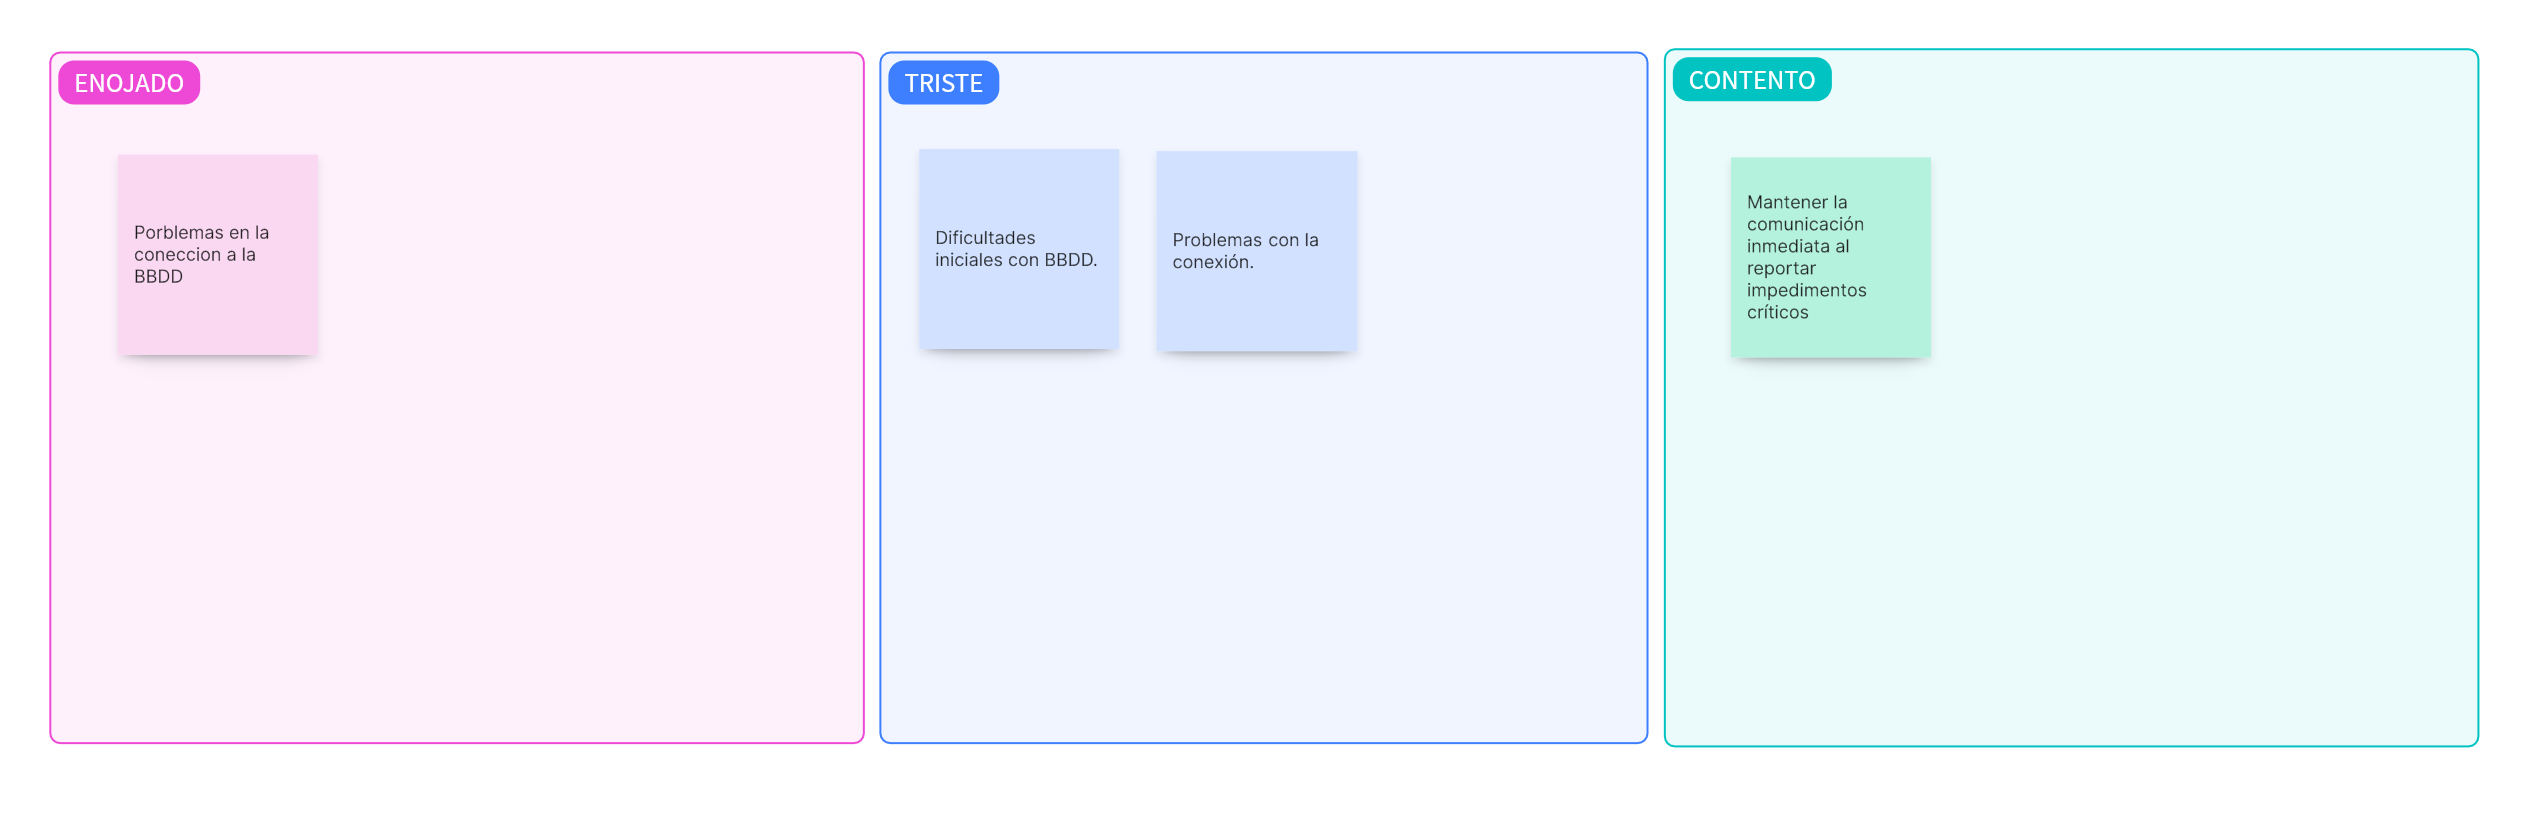 ENOJADO
Porblemas en la
coneccion a la
BBDD
TRISTE
Dificultades
iniciales con BBDD.
Problemas con la
conexión.
CONTENTO
Mantener la
comunicación
inmediata al
reportar
impedimentos
críticos